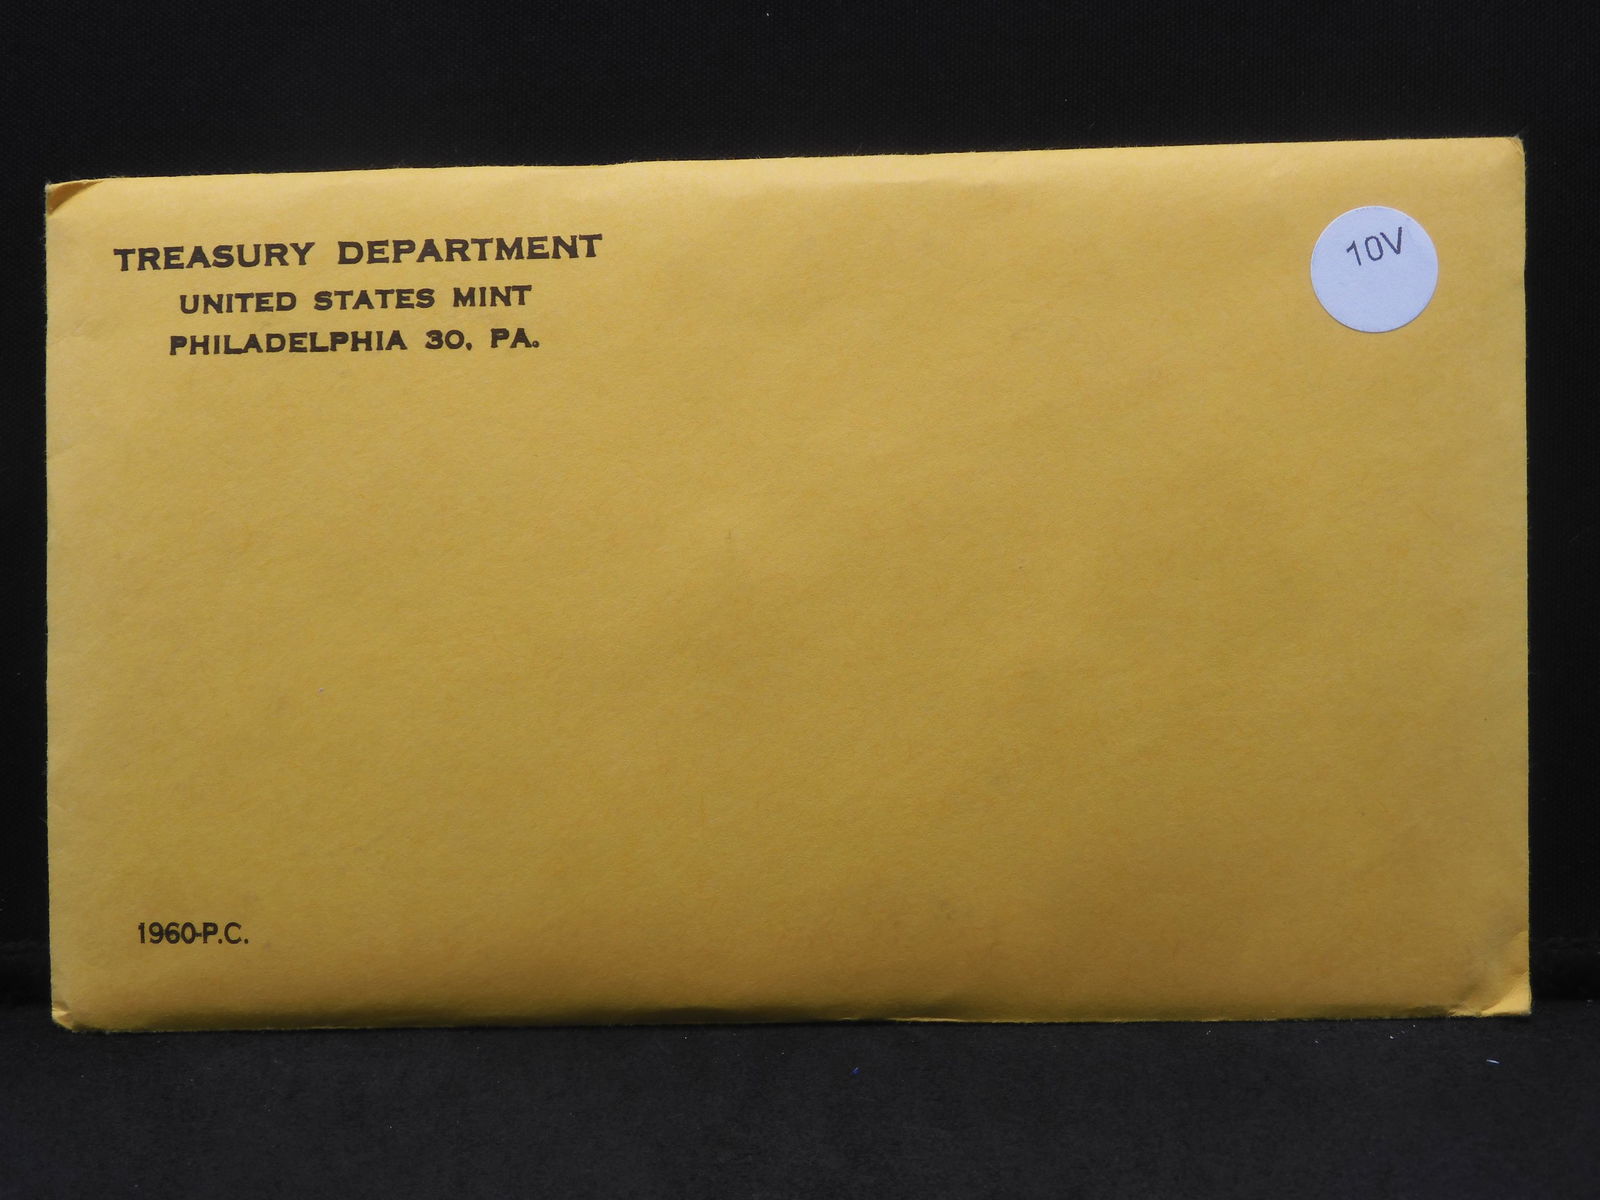 TREASURY DEPARTMENT
UNITED STATES MINT
PHILADELPHIA 30, PA.
10V
1960-P.C.